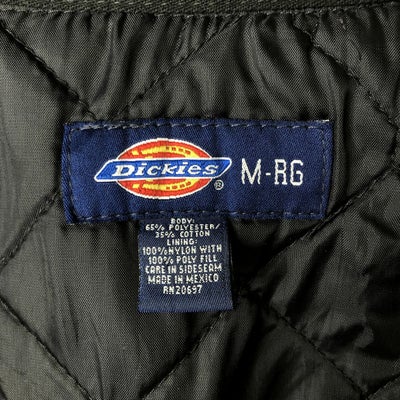 Dickies® M-RG
BODY:
65% POLYESTER/
35% COTTON
LINING:
100%NYLON WITH
100% POLY FILL
CARE IN SIDESEAM
MADE IN MEXICO
RN20697